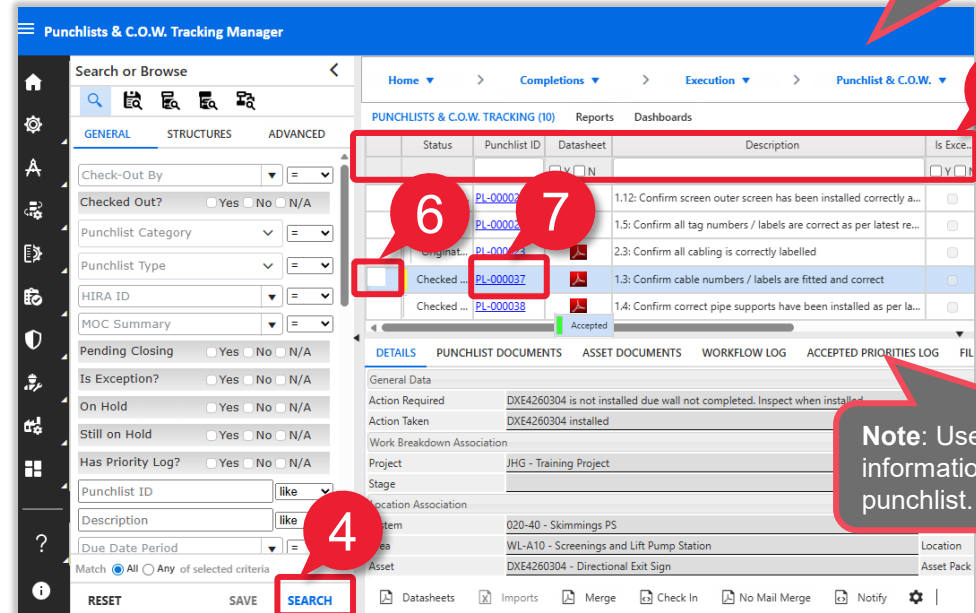 Punchlists & C.O.W. Tracking Manager
Search or Browse
GENERAL STRUCTURES ADVANCED
Check-Out By =
Checked Out? Yes No N/A
Punchlist Category =
Punchlist Type =
HIRA ID =
MOC Summary =
Pending Closing Yes No N/A
Is Exception? Yes No N/A
On Hold Yes No N/A
Still on Hold Yes No N/A
Has Priority Log? Yes No N/A
Punchlist ID like
Description like
Due Date Period =
Match All Any of selected criteria
RESET SAVE SEARCH
4
?
Home > Completions > Execution > Punchlist & C.O.W.
PUNCHLISTS & C.O.W. TRACKING (10) Reports Dashboards
Status Punchlist ID Datasheet Description Is Exce...
Y N Y N
1.12: Confirm screen outer screen has been installed correctly a...
1.5: Confirm all tag numbers / labels are correct as per latest re...
2.3: Confirm all cabling is correctly labelled
Checked ... PL-000037 1.3: Confirm cable numbers / labels are fitted and correct
Checked ... PL-000038 1.4: Confirm correct pipe supports have been installed as per la...
6
7
Accepted
DETAILS PUNCHLIST DOCUMENTS ASSET DOCUMENTS WORKFLOW LOG ACCEPTED PRIORITIES LOG FIL
General Data
Action Required DXE4260304 is not installed due wall not completed. Inspect when installed
Action Taken DXE4260304 installed
Work Breakdown Association
Project JHG - Training Project
Stage
Location Association
020-40 - Skimmings PS
WL-A10 - Screenings and Lift Pump Station Location
Asset DXE4260304 - Directional Exit Sign Asset Pack
Note: Use
informatio
punchlist.
Datasheets Imports Merge Check In No Mail Merge Notify